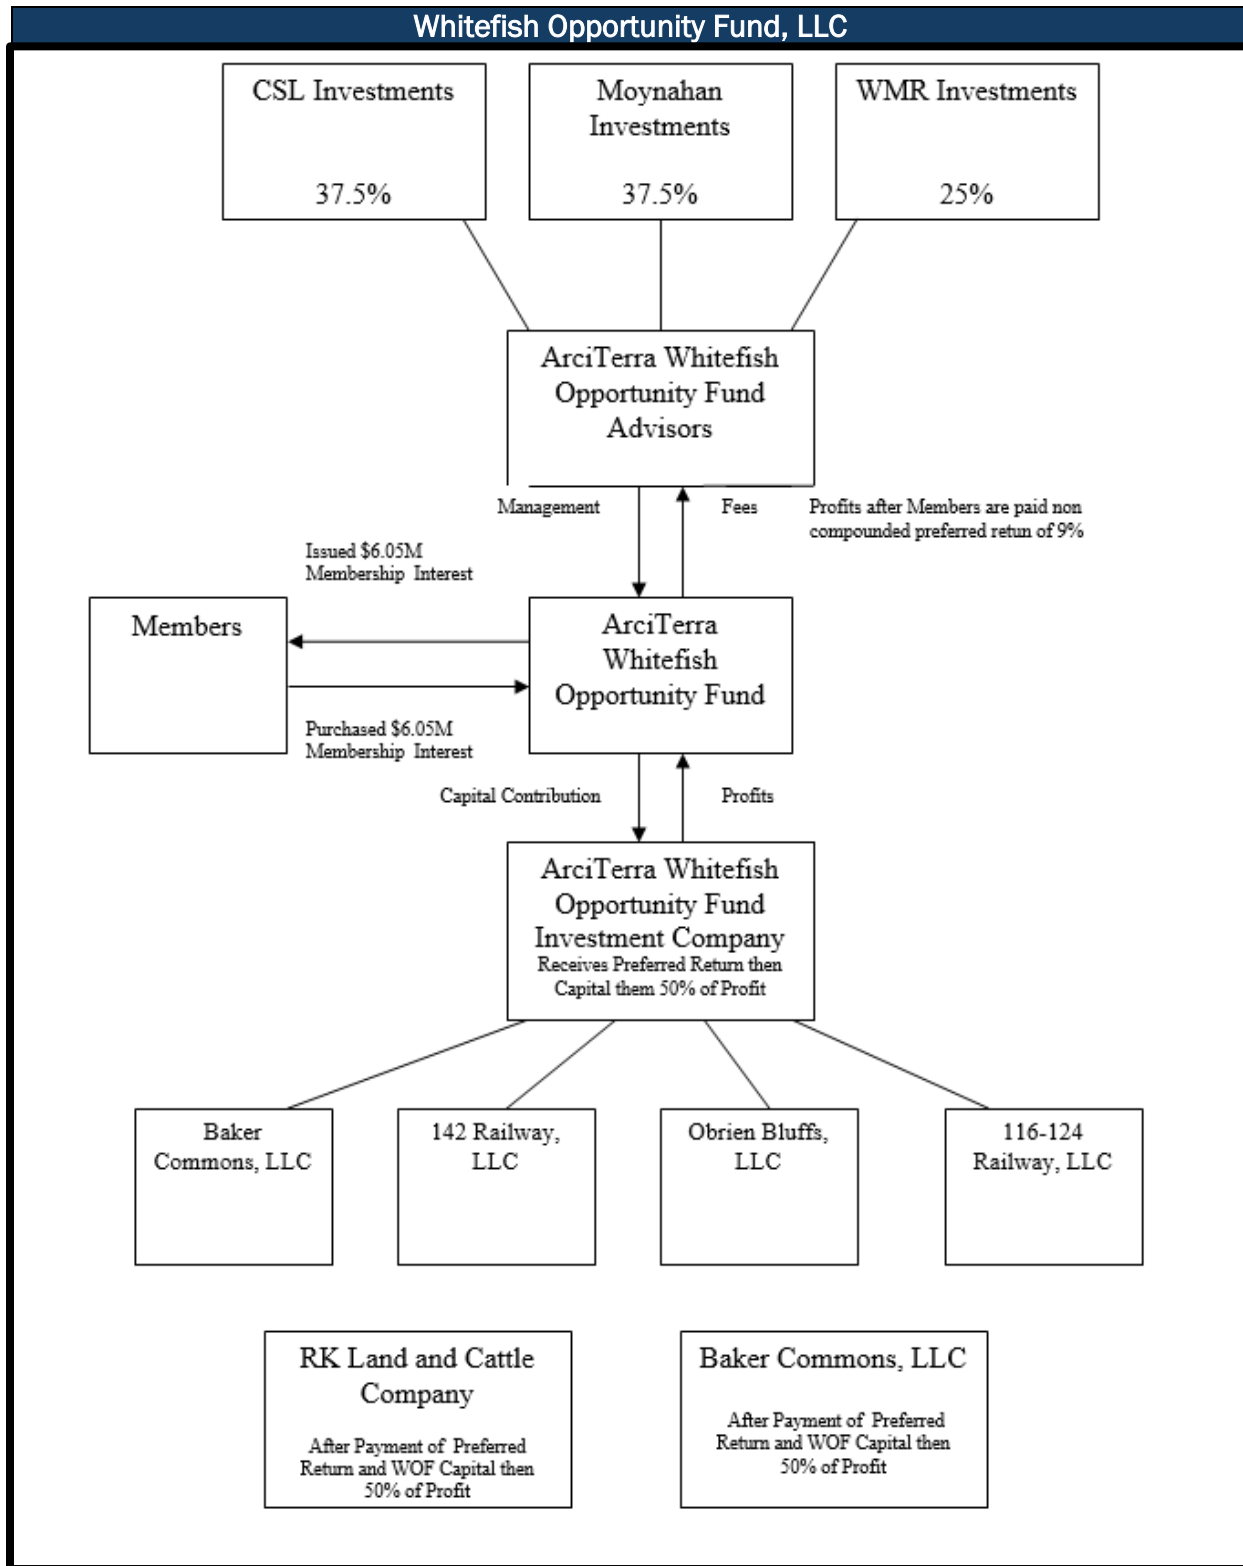 Whitefish Opportunity Fund, LLC
CSL Investments
37.5%
Moynahan
Investments
37.5%
WMR Investments
25%
ArciTerra Whitefish
Opportunity Fund
Advisors
Management
Fees
Profits after Members are paid non
compounded preferred retun of 9%
Issued $6.05M
Membership Interest
Members
ArciTerra
Whitefish
Opportunity Fund
Purchased $6.05M
Membership Interest
Capital Contribution
Profits
ArciTerra Whitefish
Opportunity Fund
Investment Company
Receives Preferred Return then
Capital them 50% of Profit
Baker
Commons, LLC
142 Railway,
LLC
Obrien Bluffs,
LLC
116-124
Railway, LLC
RK Land and Cattle
Company
After Payment of Preferred
Return and WOF Capital then
50% of Profit
Baker Commons, LLC
After Payment of Preferred
Return and WOF Capital then
50% of Profit